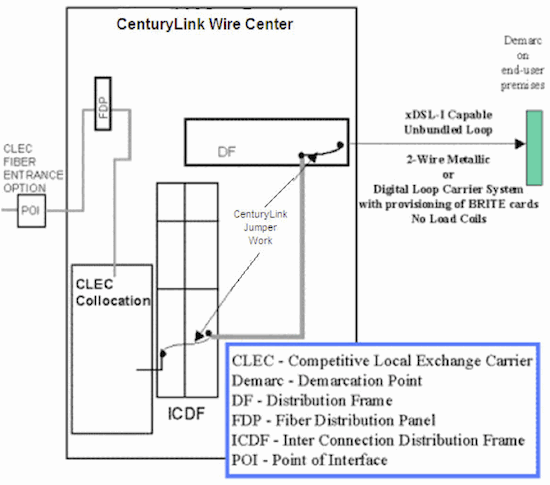 CenturyLink Wire Center
Demarc
on
end-user
premises
FDP
xDSL-I Capable
Unbundled Loop
DF
CLEC
FIBER
ENTRANCE
OPTION
2-Wire Metallic
or
Digital Loop Carrier System
with provisioning of BRITE cards
No Load Coils
POI
CenturyLink
Jumper
Work
CLEC
Collocation
ICDF
CLEC - Competitive Local Exchange Carrier
Demarc - Demarcation Point
DF - Distribution Frame
FDP - Fiber Distribution Panel
ICDF - Inter Connection Distribution Frame
POI - Point of Interface